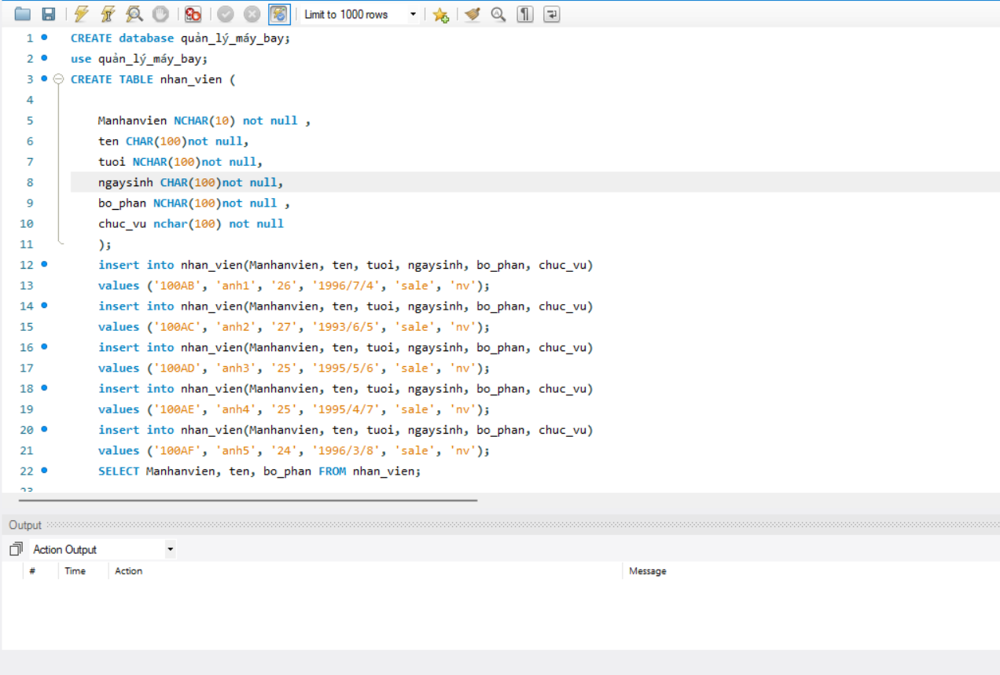 Limit to 1000 rows
1 CREATE database quản_lý_máy_bay;
2 use quản_lý_máy_bay;
3 CREATE TABLE nhan_vien (
4
5 Manhanvien NCHAR(10) not null ,
6 ten CHAR(100)not null,
7 tuoi NCHAR(100)not null,
8 ngaysinh CHAR(100)not null,
9 bo_phan NCHAR(100)not null ,
10 chuc_vu nchar(100) not null
11 );
12 insert into nhan_vien(Manhanvien, ten, tuoi, ngaysinh, bo_phan, chuc_vu)
13 values ('100AB', 'anh1', '26', '1996/7/4', 'sale', 'nv');
14 insert into nhan_vien(Manhanvien, ten, tuoi, ngaysinh, bo_phan, chuc_vu)
15 values ('100AC', 'anh2', '27', '1993/6/5', 'sale', 'nv');
16 insert into nhan_vien(Manhanvien, ten, tuoi, ngaysinh, bo_phan, chuc_vu)
17 values ('100AD', 'anh3', '25', '1995/5/6', 'sale', 'nv');
18 insert into nhan_vien(Manhanvien, ten, tuoi, ngaysinh, bo_phan, chuc_vu)
19 values ('100AE', 'anh4', '25', '1995/4/7', 'sale', 'nv');
20 insert into nhan_vien(Manhanvien, ten, tuoi, ngaysinh, bo_phan, chuc_vu)
21 values ('100AF', 'anh5', '24', '1996/3/8', 'sale', 'nv');
22 SELECT Manhanvien, ten, bo_phan FROM nhan_vien;
23
Output
Action Output
# Time Action Message